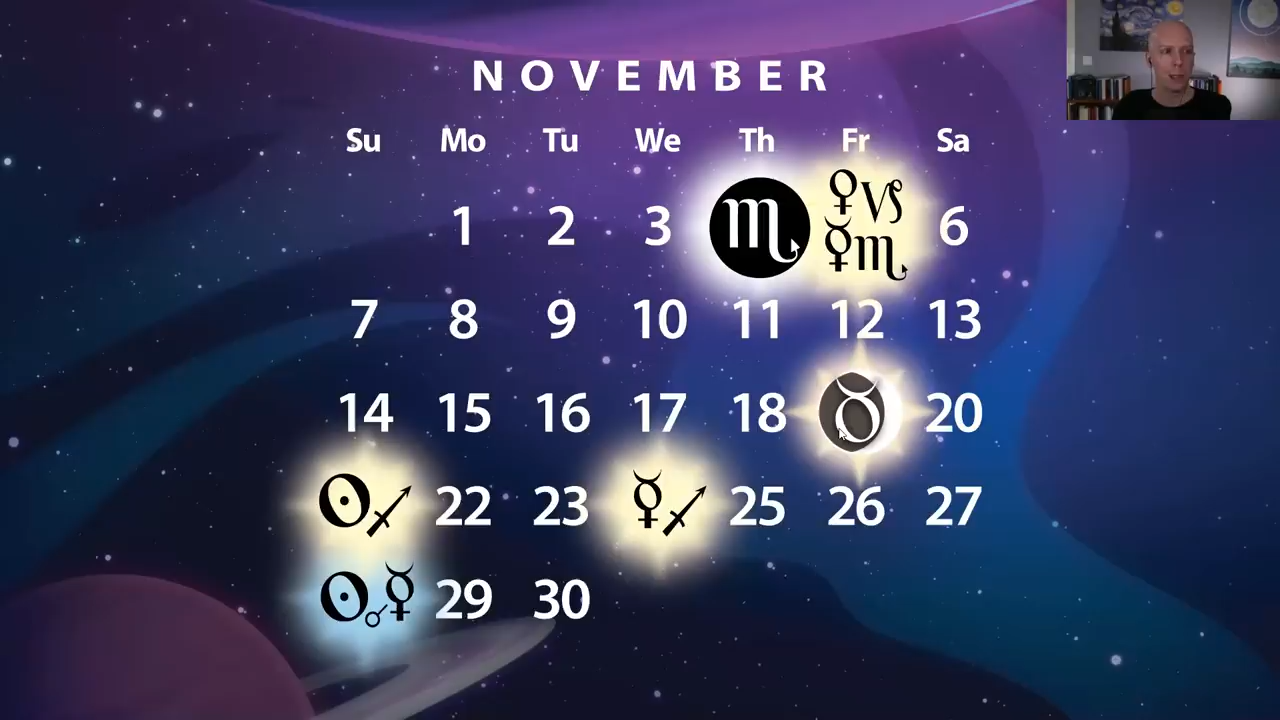 NOVEMBER
Su Mo Tu We Th Fr Sa
1 2 3 ♏ ♀♑ 6
☿♏
7 8 9 10 11 12 13
14 15 16 17 18 ♉ 20
☉♐ 22 23 ☿♐ 25 26 27
☉☌☿ 29 30